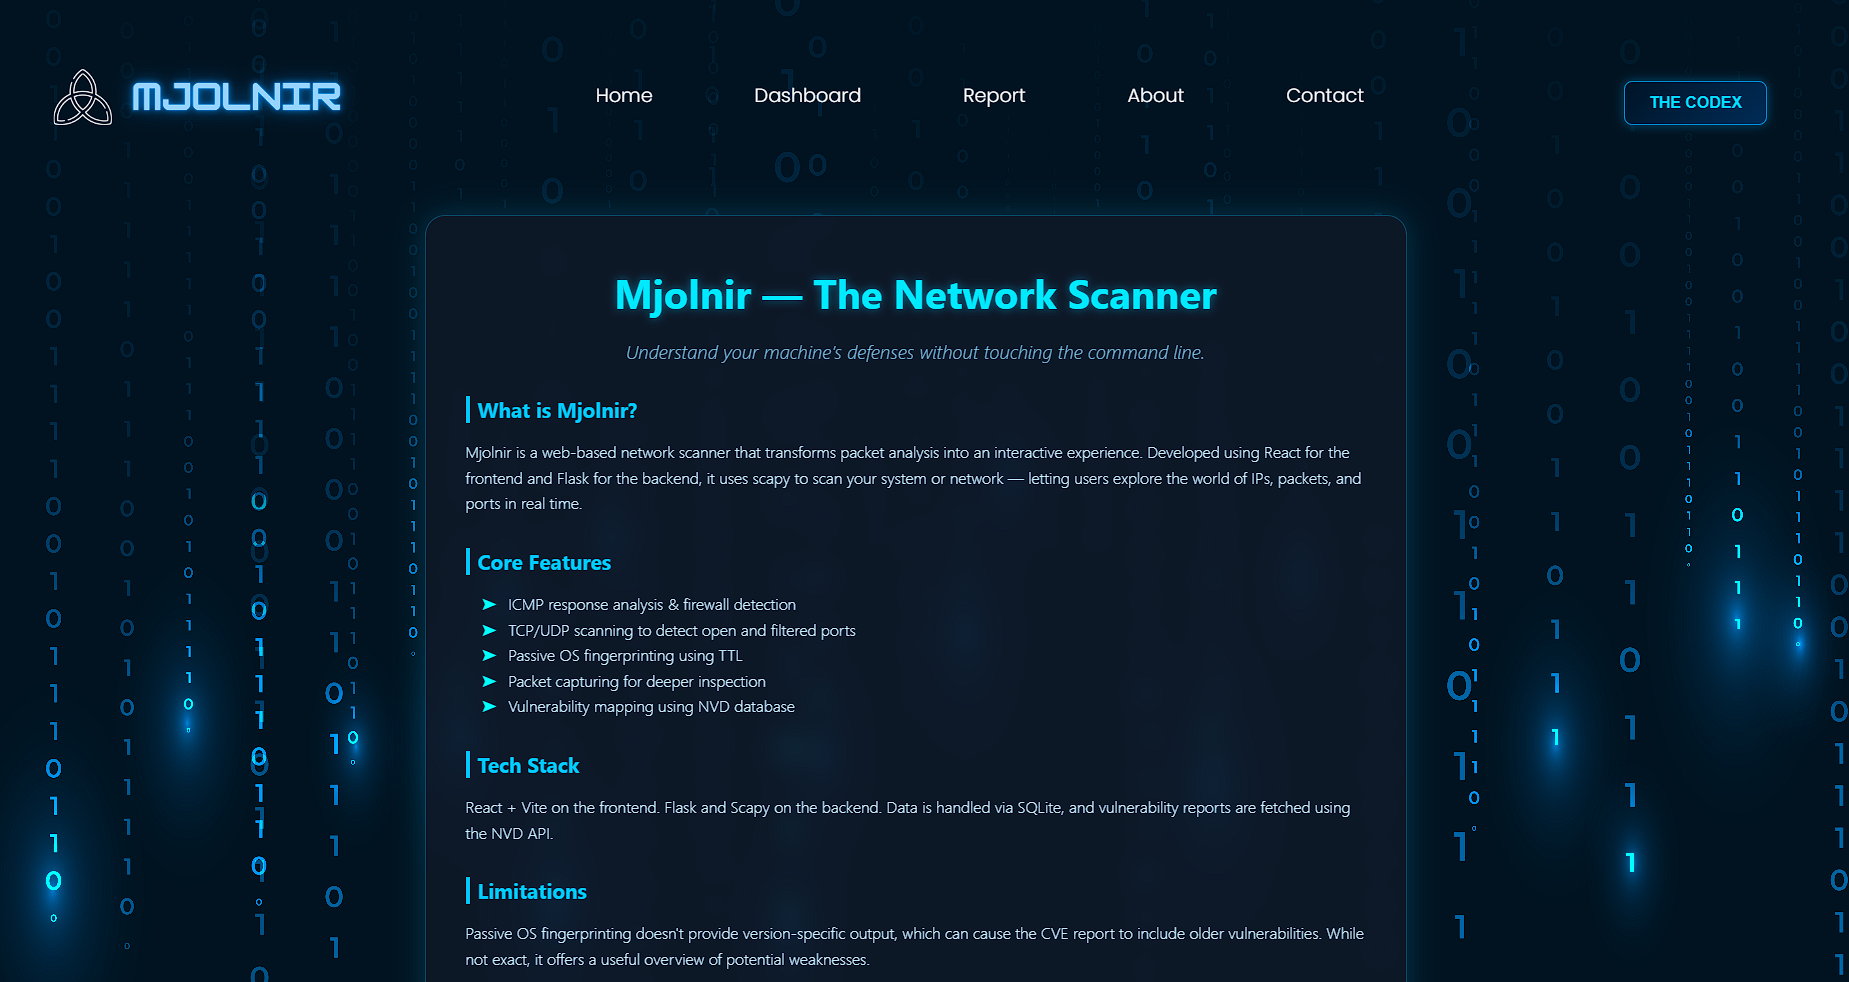 MJOLNIR
Home
Dashboard
Report
About
Contact
THE CODEX
Mjolnir — The Network Scanner
Understand your machine's defenses without touching the command line.
What is Mjolnir?
Mjolnir is a web-based network scanner that transforms packet analysis into an interactive experience. Developed using React for the
frontend and Flask for the backend, it uses scapy to scan your system or network — letting users explore the world of IPs, packets, and
ports in real time.
Core Features
➤ ICMP response analysis & firewall detection
➤ TCP/UDP scanning to detect open and filtered ports
➤ Passive OS fingerprinting using TTL
➤ Packet capturing for deeper inspection
➤ Vulnerability mapping using NVD database
Tech Stack
React + Vite on the frontend. Flask and Scapy on the backend. Data is handled via SQLite, and vulnerability reports are fetched using
the NVD API.
Limitations
Passive OS fingerprinting doesn't provide version-specific output, which can cause the CVE report to include older vulnerabilities. While
not exact, it offers a useful overview of potential weaknesses.